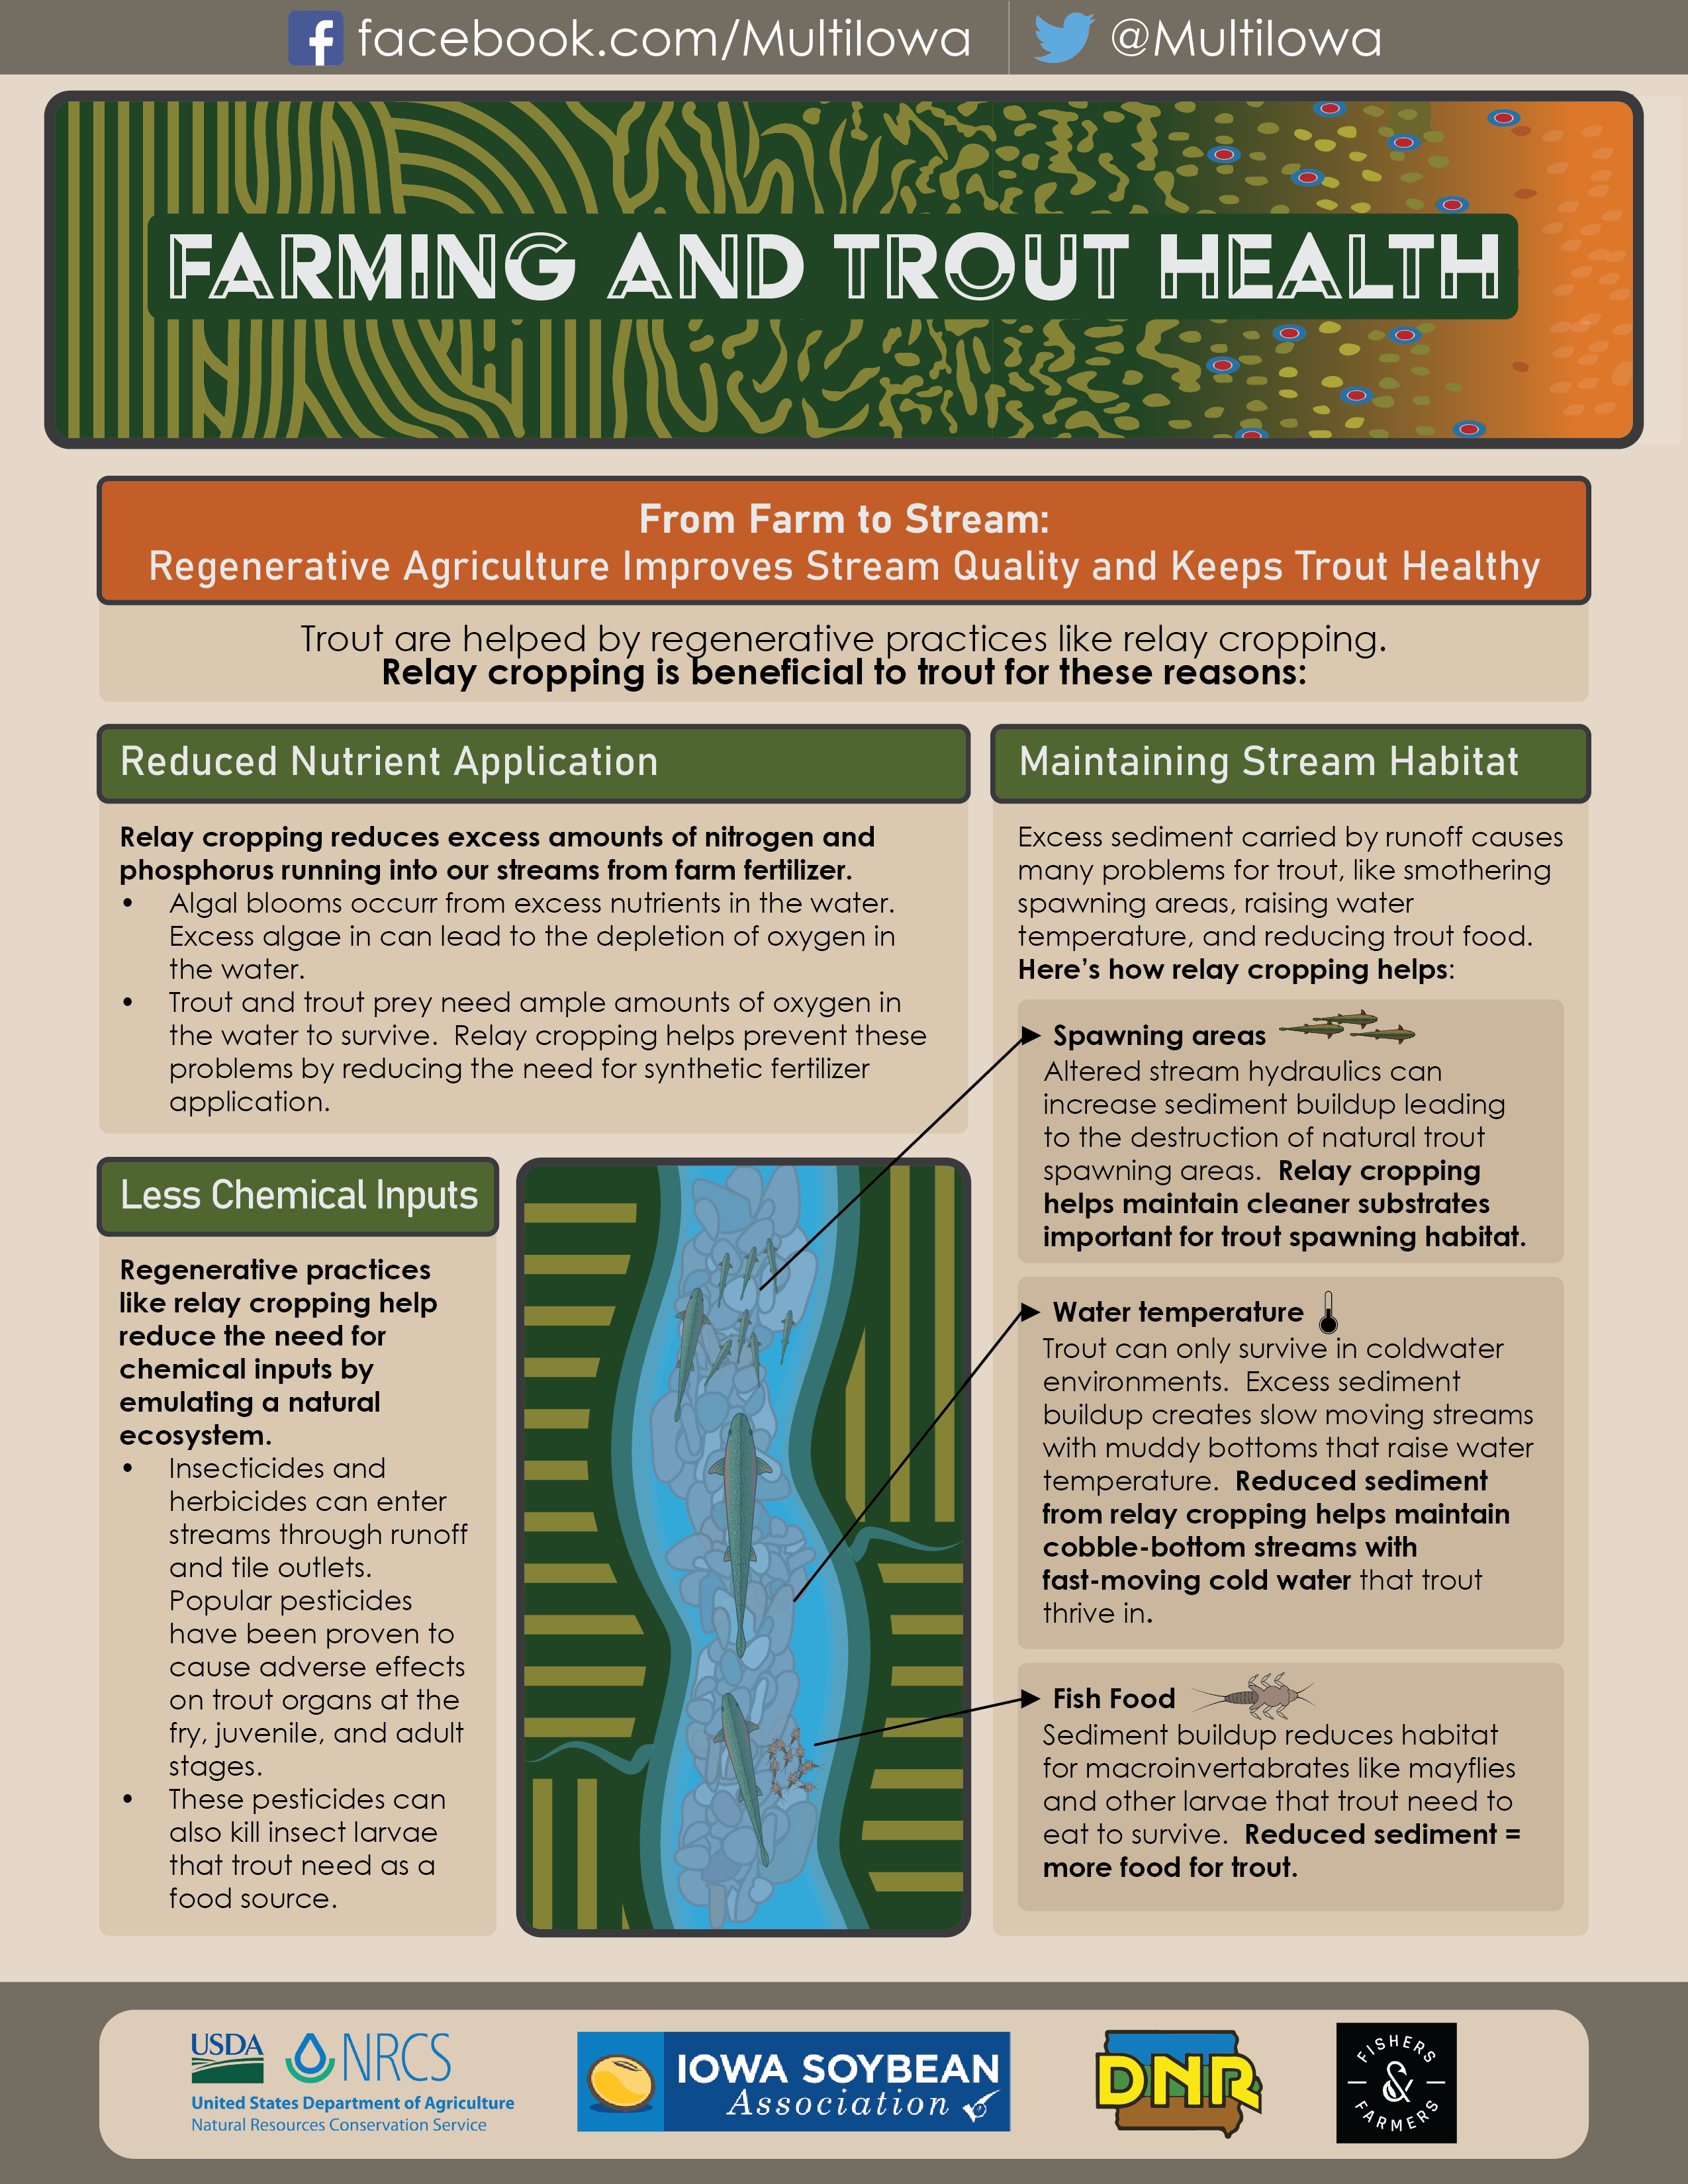 facebook.com/MultiIowa
@MultiIowa
FARMING AND TROUT HEALTH
From Farm to Stream:
Regenerative Agriculture Improves Stream Quality and Keeps Trout Healthy
Trout are helped by regenerative practices like relay cropping.
Relay cropping is beneficial to trout for these reasons:
Reduced Nutrient Application
Relay cropping reduces excess amounts of nitrogen and
phosphorus running into our streams from farm fertilizer.
• Algal blooms occurr from excess nutrients in the water.
Excess algae in can lead to the depletion of oxygen in
the water.
• Trout and trout prey need ample amounts of oxygen in
the water to survive.  Relay cropping helps prevent these
problems by reducing the need for synthetic fertilizer
application.
Less Chemical Inputs
Regenerative practices
like relay cropping help
reduce the need for
chemical inputs by
emulating a natural
ecosystem.
• Insecticides and
herbicides can enter
streams through runoff
and tile outlets.
Popular pesticides
have been proven to
cause adverse effects
on trout organs at the
fry, juvenile, and adult
stages.
• These pesticides can
also kill insect larvae
that trout need as a
food source.
Maintaining Stream Habitat
Excess sediment carried by runoff causes
many problems for trout, like smothering
spawning areas, raising water
temperature, and reducing trout food.
Here's how relay cropping helps:
Spawning areas
Altered stream hydraulics can
increase sediment buildup leading
to the destruction of natural trout
spawning areas.  Relay cropping
helps maintain cleaner substrates
important for trout spawning habitat.
Water temperature
Trout can only survive in coldwater
environments.  Excess sediment
buildup creates slow moving streams
with muddy bottoms that raise water
temperature.  Reduced sediment
from relay cropping helps maintain
cobble-bottom streams with
fast-moving cold water that trout
thrive in.
Fish Food
Sediment buildup reduces habitat
for macroinvertabrates like mayflies
and other larvae that trout need to
eat to survive.  Reduced sediment =
more food for trout.
USDA NRCS
United States Department of Agriculture
Natural Resources Conservation Service
IOWA SOYBEAN
Association
DNR
FISHERS
&
FARMERS